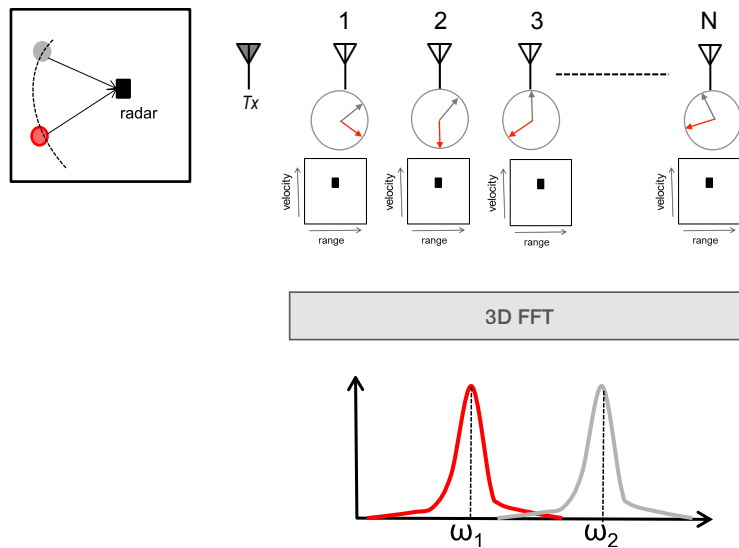 1 2 3 N
Tx
radar
velocity velocity velocity velocity
range range range range
3D FFT
ω1 ω2